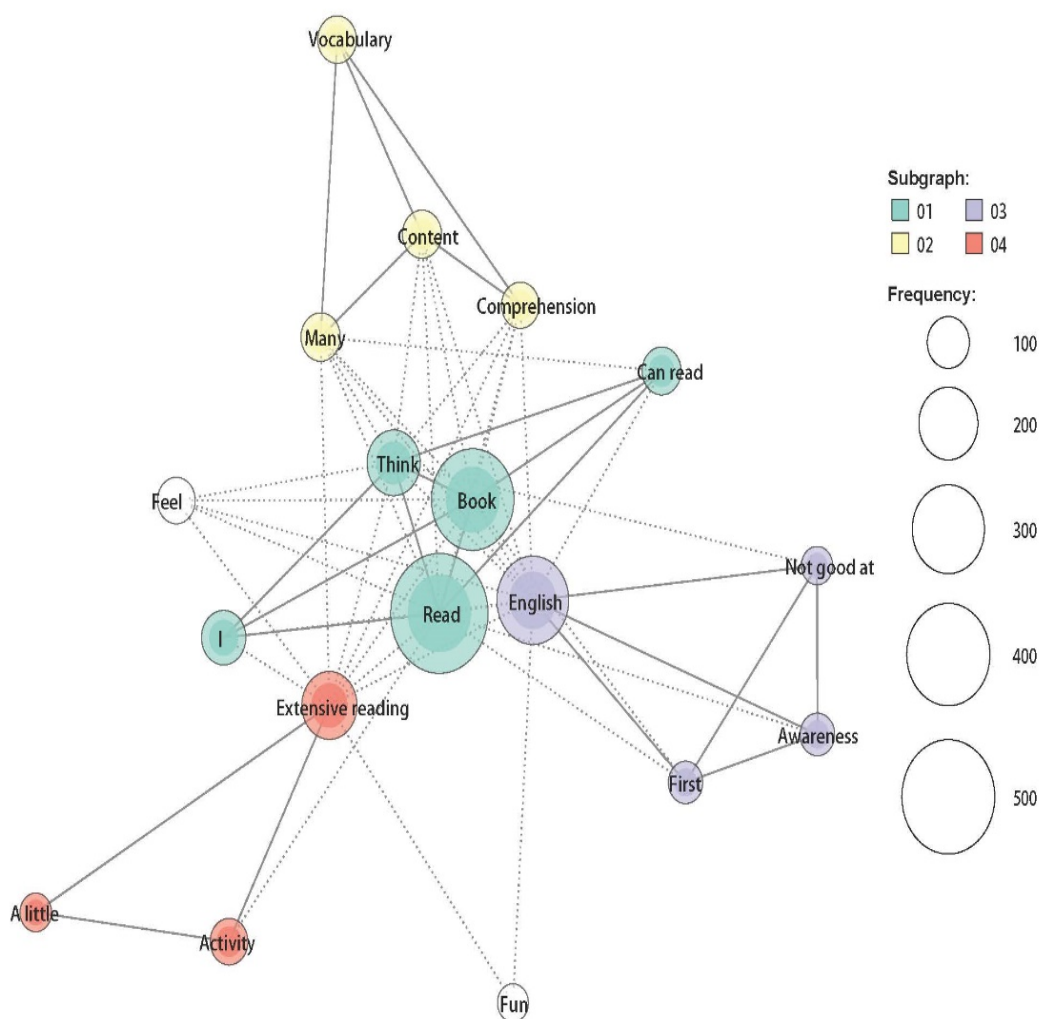 Vocabulary
Content
Comprehension
Many
Can read
Think
Book
Feel
Not good at
English
Read
I
Extensive reading
Awareness
First
A little
Activity
Fun
Subgraph:
01 03
02 04
Frequency:
100
200
300
400
500